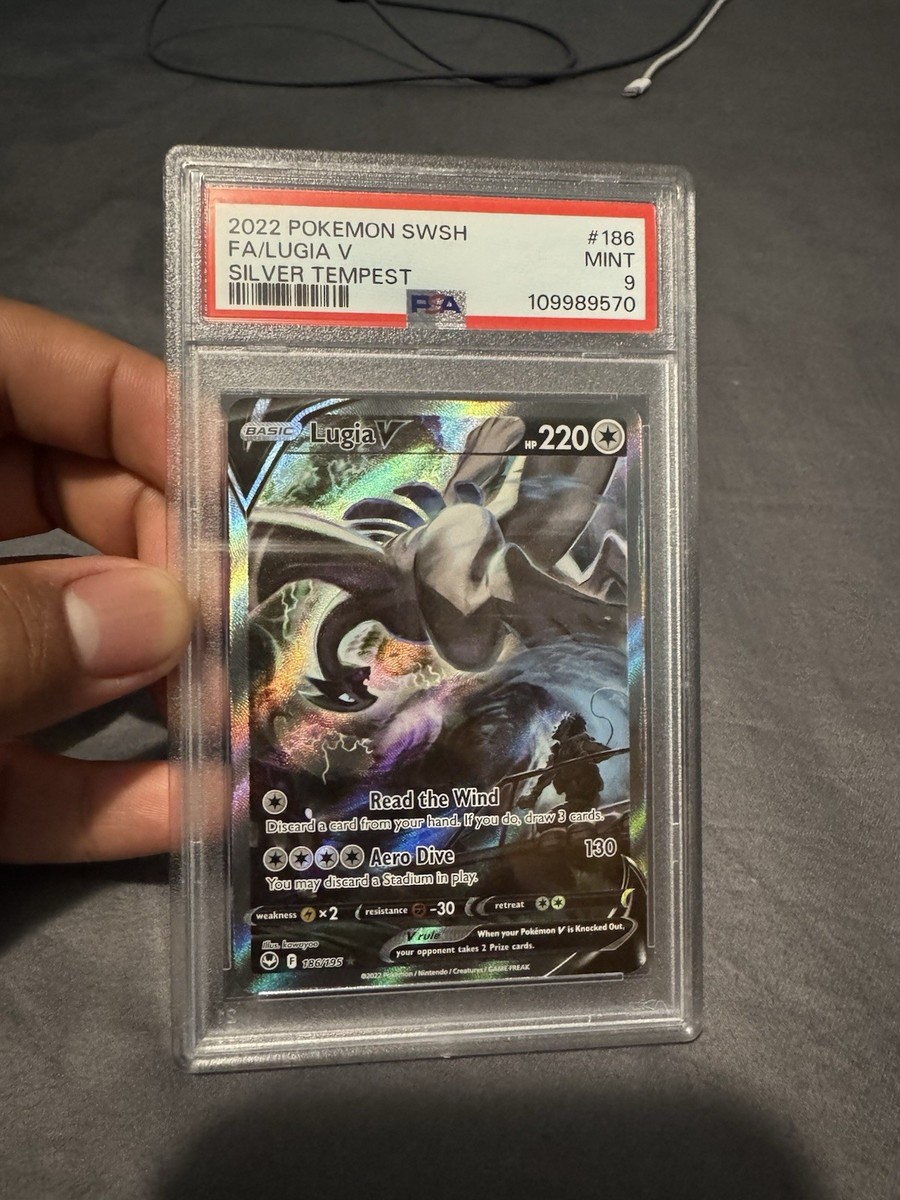 2022 POKEMON SWSH
#186
FA/LUGIA V
MINT
SILVER TEMPEST
9
PSA
109989570
BASIC Lugia V HP 220
Read the Wind
Discard a card from your hand. If you do, draw 3 cards.
Aero Dive 130
You may discard a Stadium in play.
weakness ×2 resistance -30 retreat
V rule When your Pokémon V is Knocked Out,
your opponent takes 2 Prize cards.
Illus. kawayoo
F 186/195
©2022 Pokémon / Nintendo / Creatures / GAME FREAK